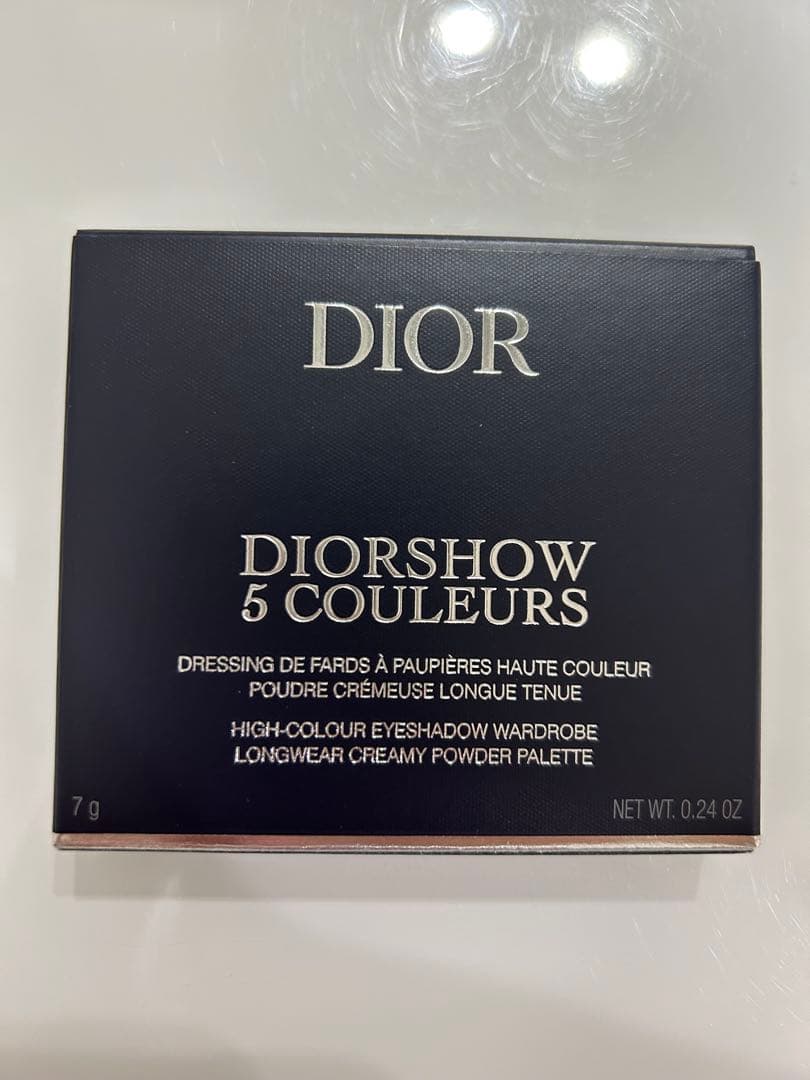 DIOR
DIORSHOW
5 COULEURS
DRESSING DE FARDS À PAUPIÈRES HAUTE COULEUR
POUDRE CRÉMEUSE LONGUE TENUE
HIGH-COLOUR EYESHADOW WARDROBE
LONGWEAR CREAMY POWDER PALETTE
7 g
NET WT. 0.24 OZ